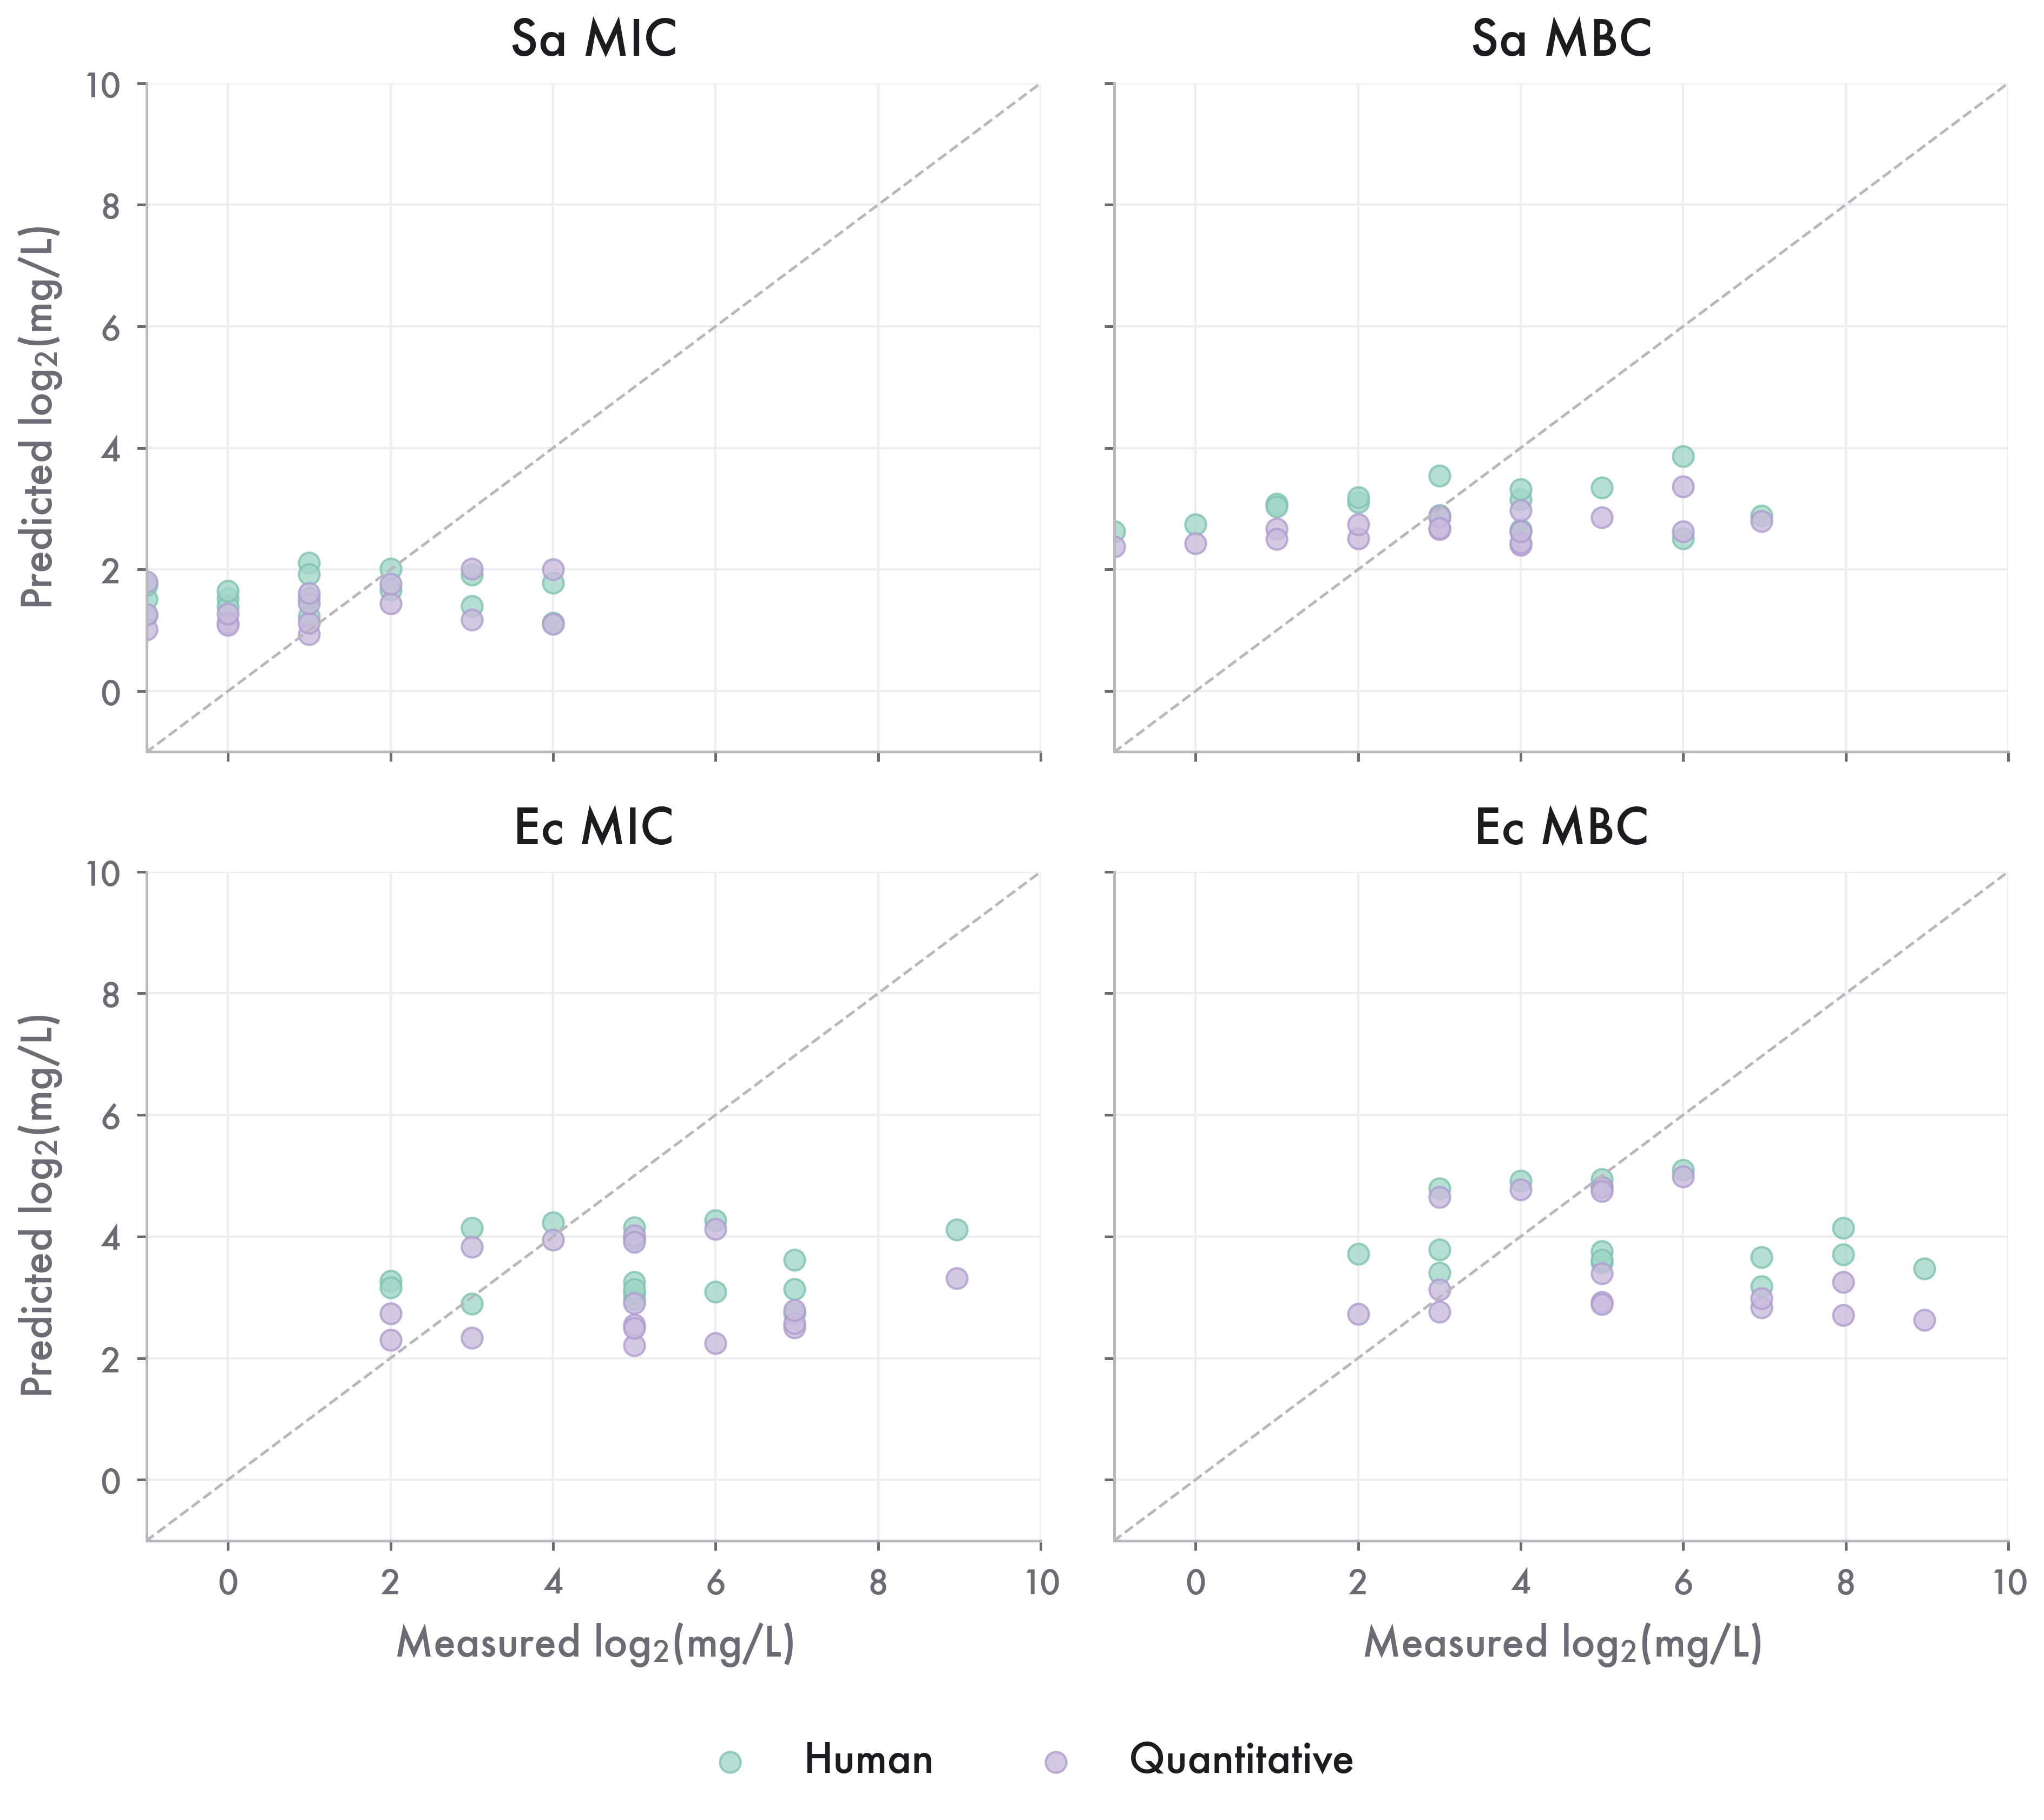 Sa MIC
Sa MBC
10
8
6
4
2
0
Predicted log₂(mg/L)
Ec MIC
Ec MBC
10
8
6
4
2
0
Predicted log₂(mg/L)
0 2 4 6 8 10
0 2 4 6 8 10
Measured log₂(mg/L)
Measured log₂(mg/L)
Human
Quantitative